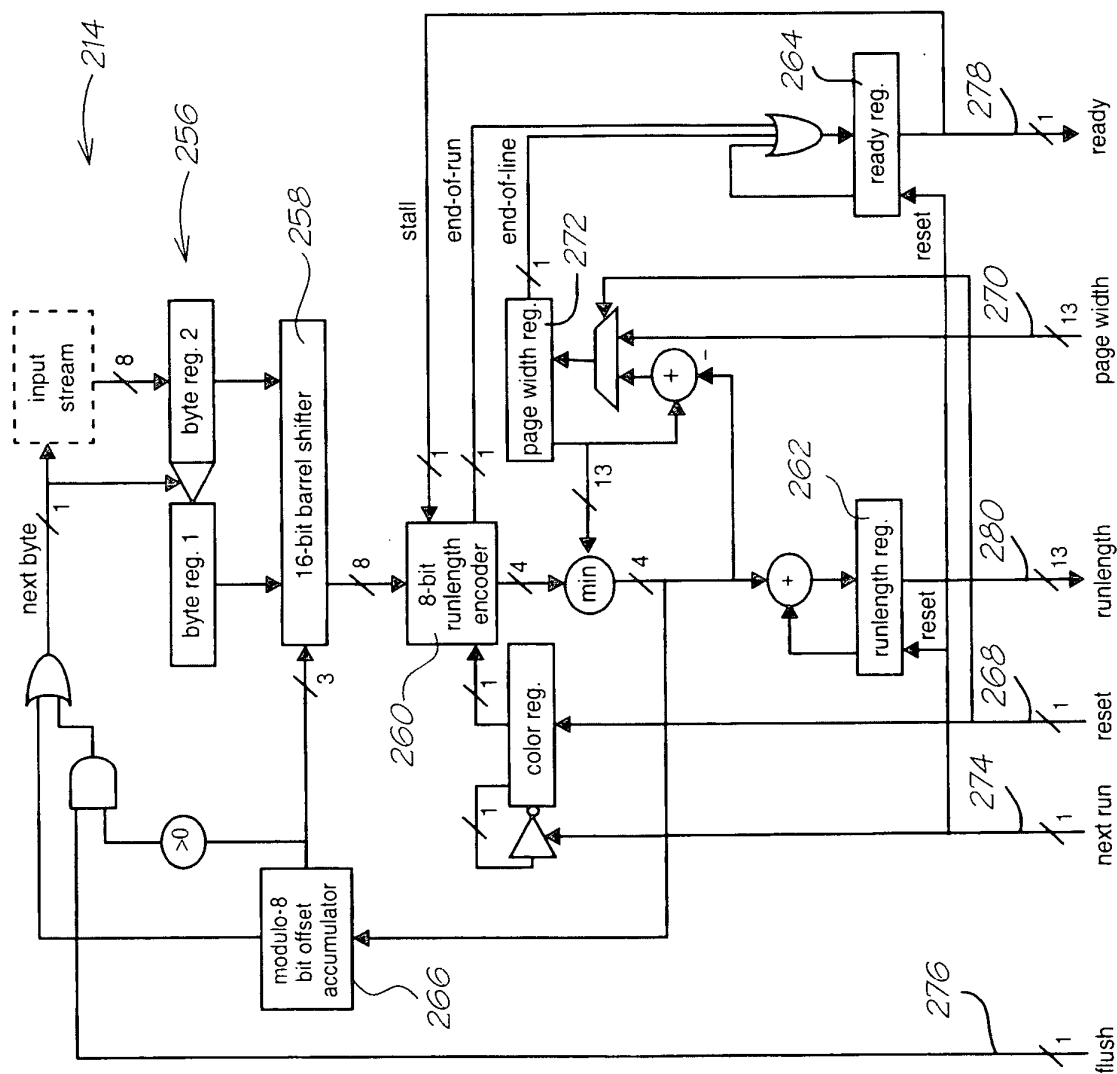 214
256
input
stream
next byte
1
8
byte reg. 1
byte reg. 2
258
16-bit barrel shifter
>0
3
8
modulo-8
bit offset
accumulator
266
stall
end-of-run
end-of-line
1
1
1
8-bit
runlength
encoder
260
4
min
4
13
page width reg.
272
+
-
1
color reg.
1
+
262
runlength reg.
reset
264
ready reg.
reset
276
1
flush
274
1
next run
268
1
reset
280
13
runlength
270
13
page width
278
1
ready